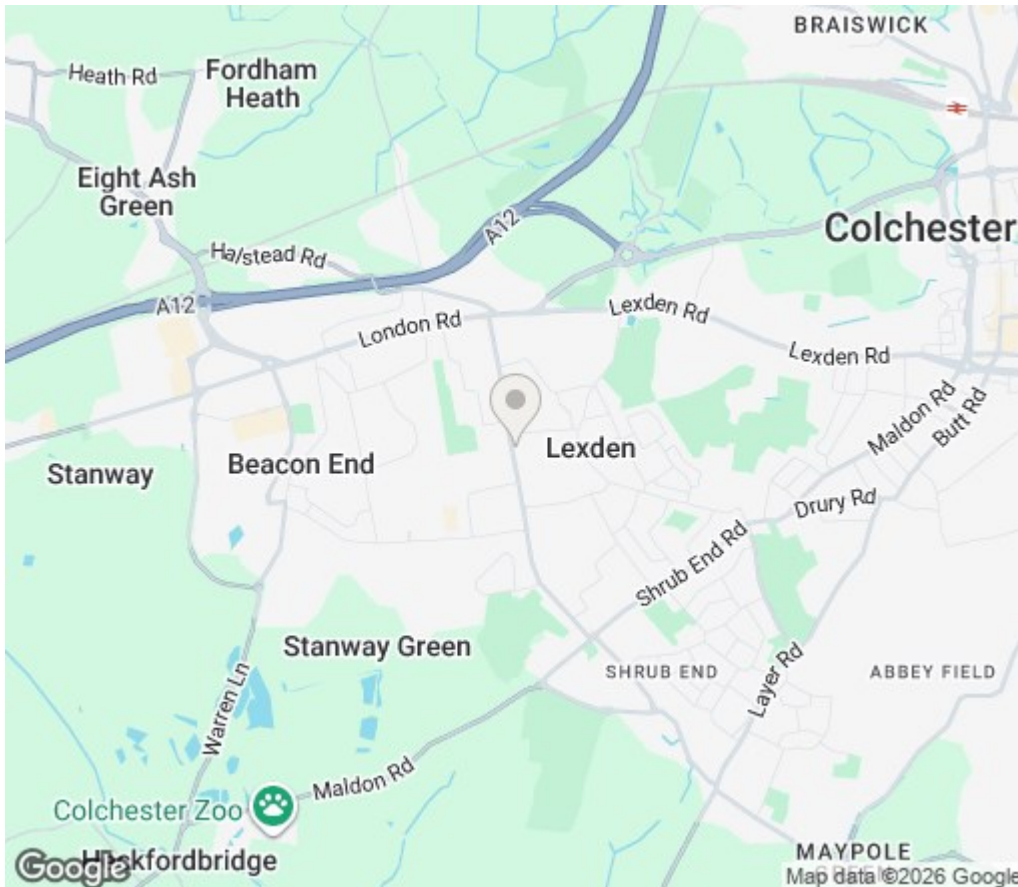 BRAISWICK
Heath Rd
Fordham
Heath
Eight Ash
Green
Colchester
A12
Halstead Rd
A12
London Rd
Lexden Rd
Lexden Rd
Maldon Rd
Butt Rd
Lexden
Beacon End
Stanway
Drury Rd
Shrub End Rd
Stanway Green
SHRUB END
ABBEY FIELD
Layer Rd
Warren Ln
Maldon Rd
Colchester Zoo
MAYPOLE
Google
Map data ©2026 Google